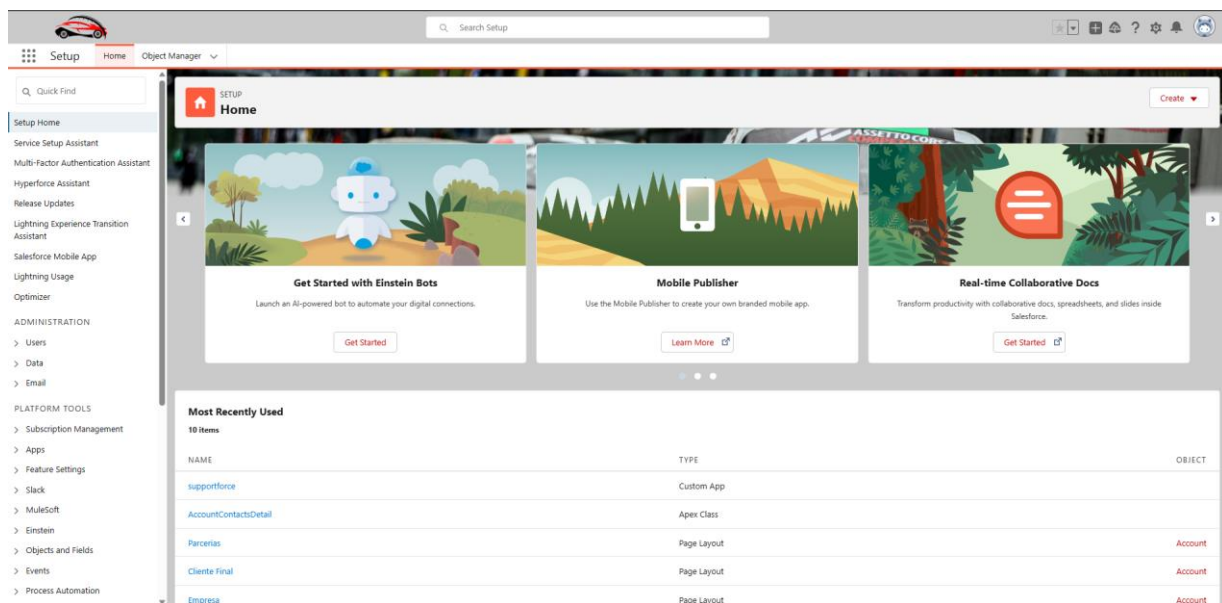 Search Setup
Setup
Home
Object Manager
Quick Find
Setup Home
Service Setup Assistant
Multi-Factor Authentication Assistant
Hyperforce Assistant
Release Updates
Lightning Experience Transition
Assistant
Salesforce Mobile App
Lightning Usage
Optimizer
ADMINISTRATION
Users
Data
Email
PLATFORM TOOLS
Subscription Management
Apps
Feature Settings
Slack
MuleSoft
Einstein
Objects and Fields
Events
Process Automation
SETUP
Home
Create
ASSETTO CORSA
Get Started with Einstein Bots
Launch an AI-powered bot to automate your digital connections.
Get Started
Mobile Publisher
Use the Mobile Publisher to create your own branded mobile app.
Learn More
Real-time Collaborative Docs
Transform productivity with collaborative docs, spreadsheets, and slides inside
Salesforce.
Get Started
Most Recently Used
10 items
NAME TYPE OBJECT
supportforce Custom App
AccountContactsDetail Apex Class
Parcerias Page Layout Account
Cliente Final Page Layout Account
Empresa Page Layout Account